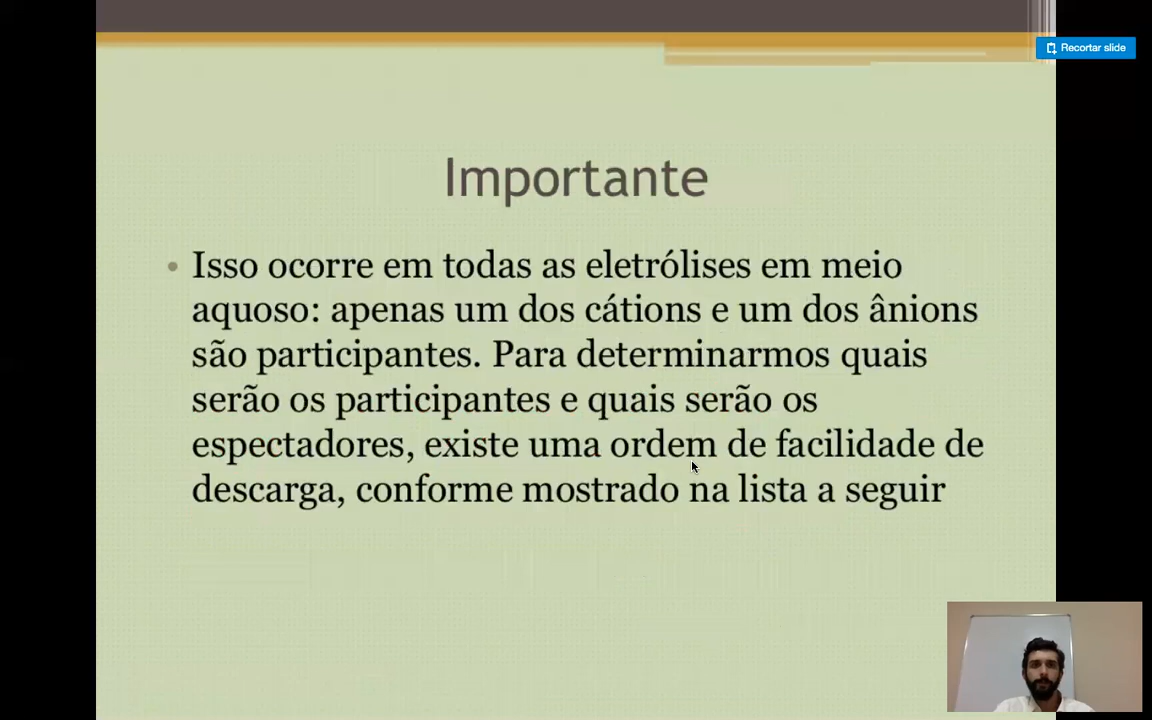 Recortar slide
Importante
• Isso ocorre em todas as eletrólises em meio
aquoso: apenas um dos cátions e um dos ânions
são participantes. Para determinarmos quais
serão os participantes e quais serão os
espectadores, existe uma ordem de facilidade de
descarga, conforme mostrado na lista a seguir